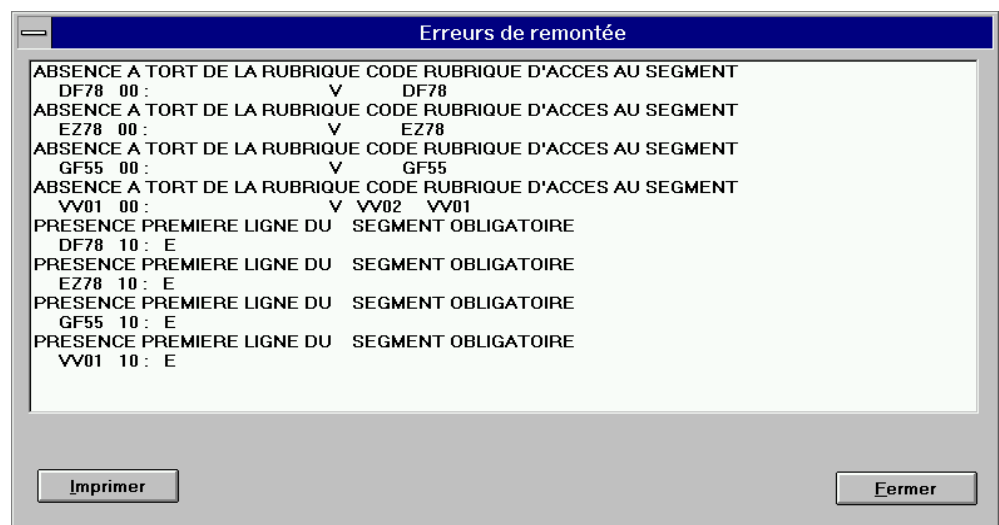 Erreurs de remontée
ABSENCE A TORT DE LA RUBRIQUE CODE RUBRIQUE D'ACCES AU SEGMENT
DF78 00 : V DF78
ABSENCE A TORT DE LA RUBRIQUE CODE RUBRIQUE D'ACCES AU SEGMENT
EZ78 00 : V EZ78
ABSENCE A TORT DE LA RUBRIQUE CODE RUBRIQUE D'ACCES AU SEGMENT
GF55 00 : V GF55
ABSENCE A TORT DE LA RUBRIQUE CODE RUBRIQUE D'ACCES AU SEGMENT
VV01 00 : V VV02 VV01
PRESENCE PREMIERE LIGNE DU SEGMENT OBLIGATOIRE
DF78 10 : E
PRESENCE PREMIERE LIGNE DU SEGMENT OBLIGATOIRE
EZ78 10 : E
PRESENCE PREMIERE LIGNE DU SEGMENT OBLIGATOIRE
GF55 10 : E
PRESENCE PREMIERE LIGNE DU SEGMENT OBLIGATOIRE
VV01 10 : E
Imprimer
Fermer